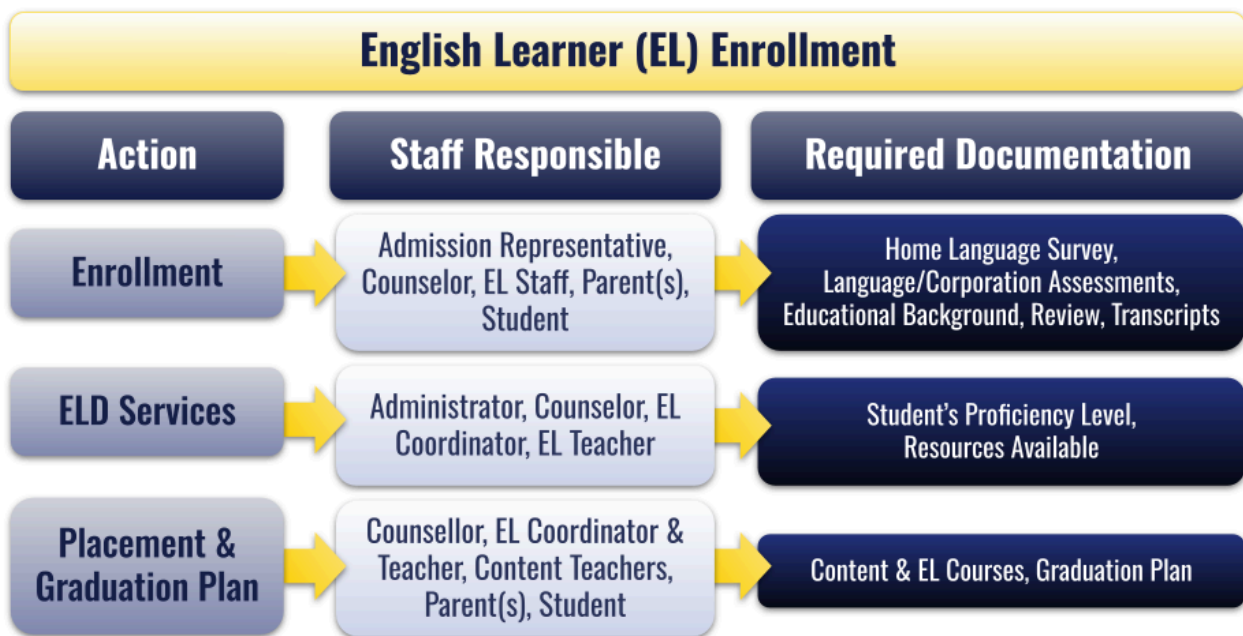 English Learner (EL) Enrollment
Action
Staff Responsible
Required Documentation
Enrollment
Admission Representative,
Counselor, EL Staff, Parent(s),
Student
Home Language Survey,
Language/Corporation Assessments,
Educational Background, Review, Transcripts
ELD Services
Administrator, Counselor, EL
Coordinator, EL Teacher
Student’s Proficiency Level,
Resources Available
Placement &
Graduation Plan
Counsellor, EL Coordinator &
Teacher, Content Teachers,
Parent(s), Student
Content & EL Courses, Graduation Plan